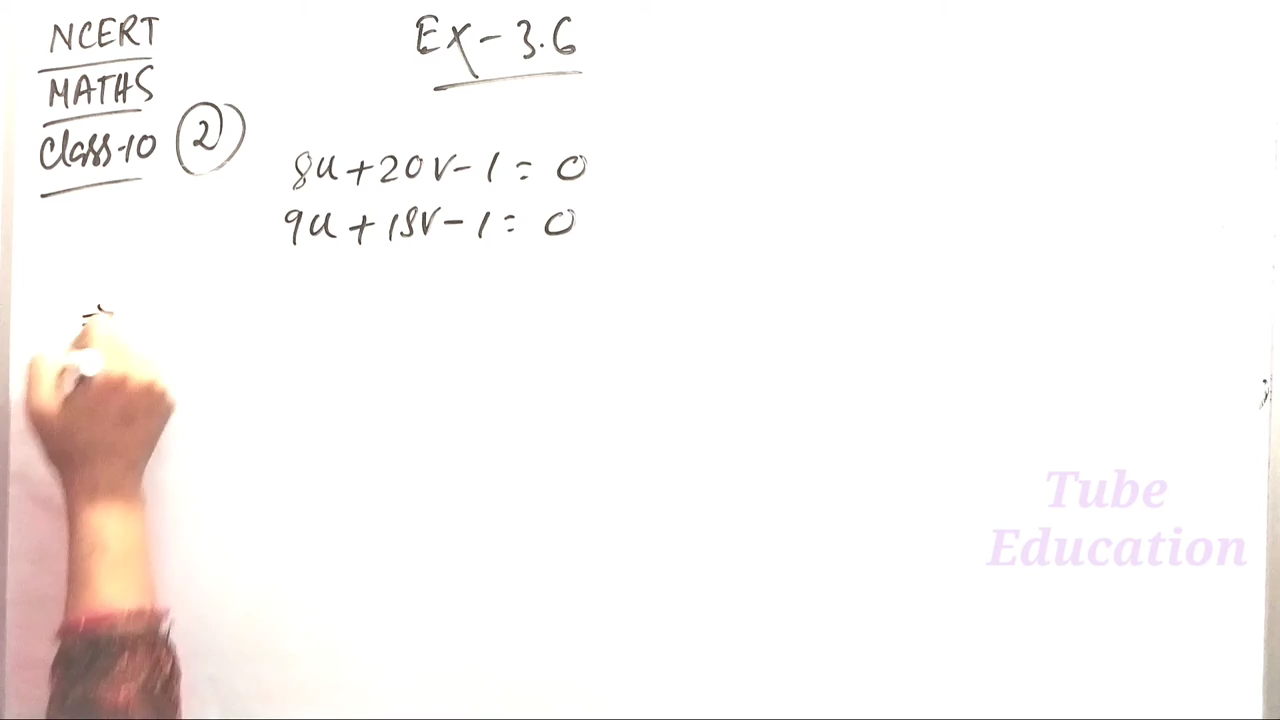 NCERT
MATHS
Class-10
Ex-3.6
2
8u+20v-1=0
9u+18v-1=0
Tube
Education